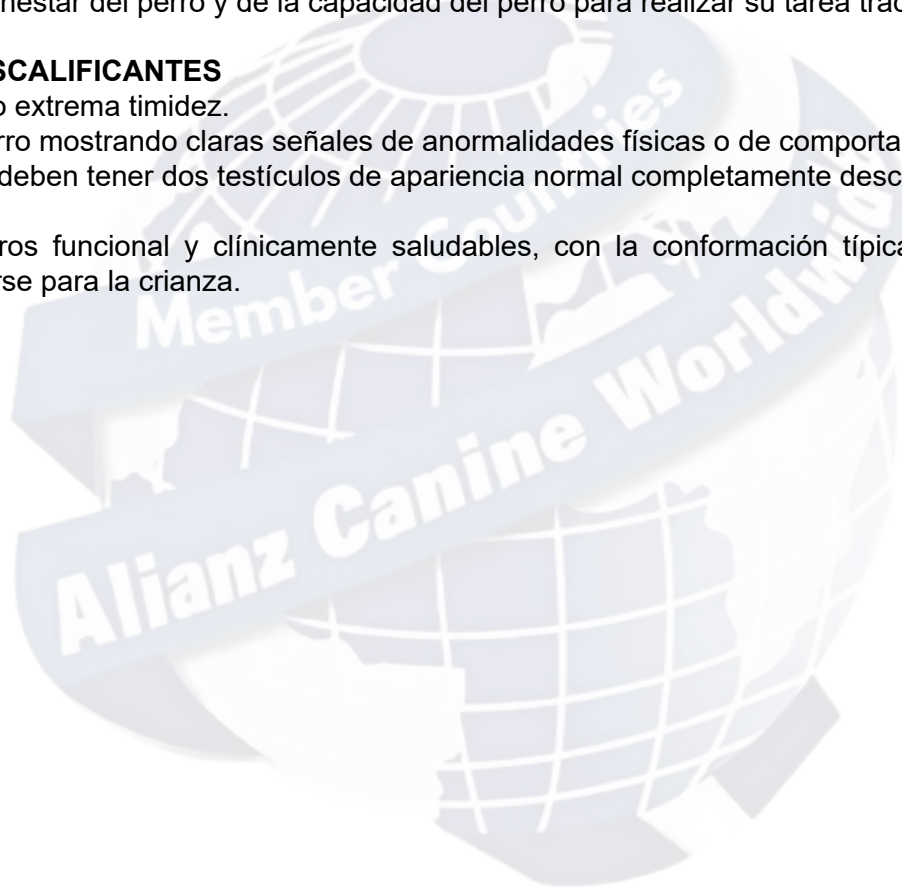 nestar del perro y de la capacidad del perro para realizar su tarea trad
SCALIFICANTES
o extrema timidez.
rro mostrando claras señales de anormalidades físicas o de comporta
deben tener dos testículos de apariencia normal completamente desc
ros funcional y clínicamente saludables, con la conformación típica
rse para la crianza.
Member Countries
Alianz Canine Worldwide